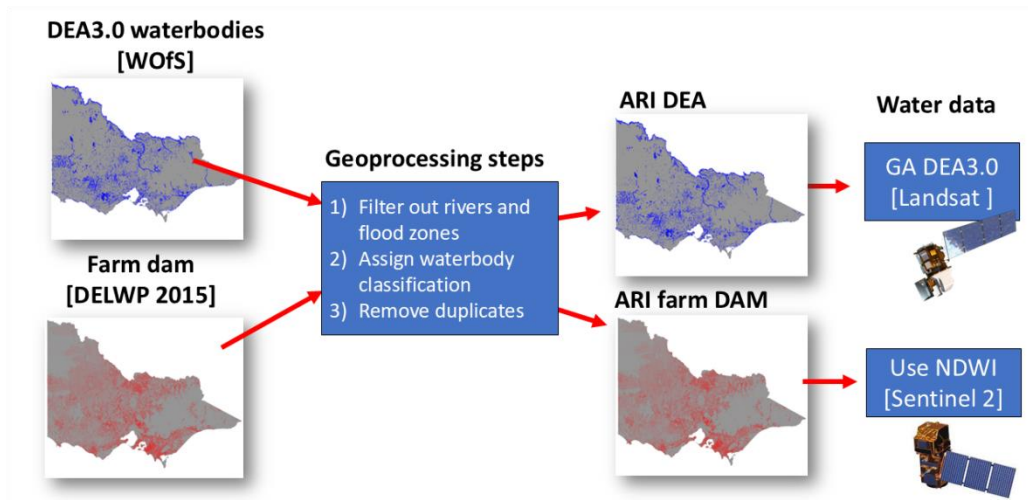 DEA3.0 waterbodies
[WOfS]
Farm dam
[DELWP 2015]
Geoprocessing steps
1) Filter out rivers and
flood zones
2) Assign waterbody
classification
3) Remove duplicates
ARI DEA
ARI farm DAM
Water data
GA DEA3.0
[Landsat ]
Use NDWI
[Sentinel 2]